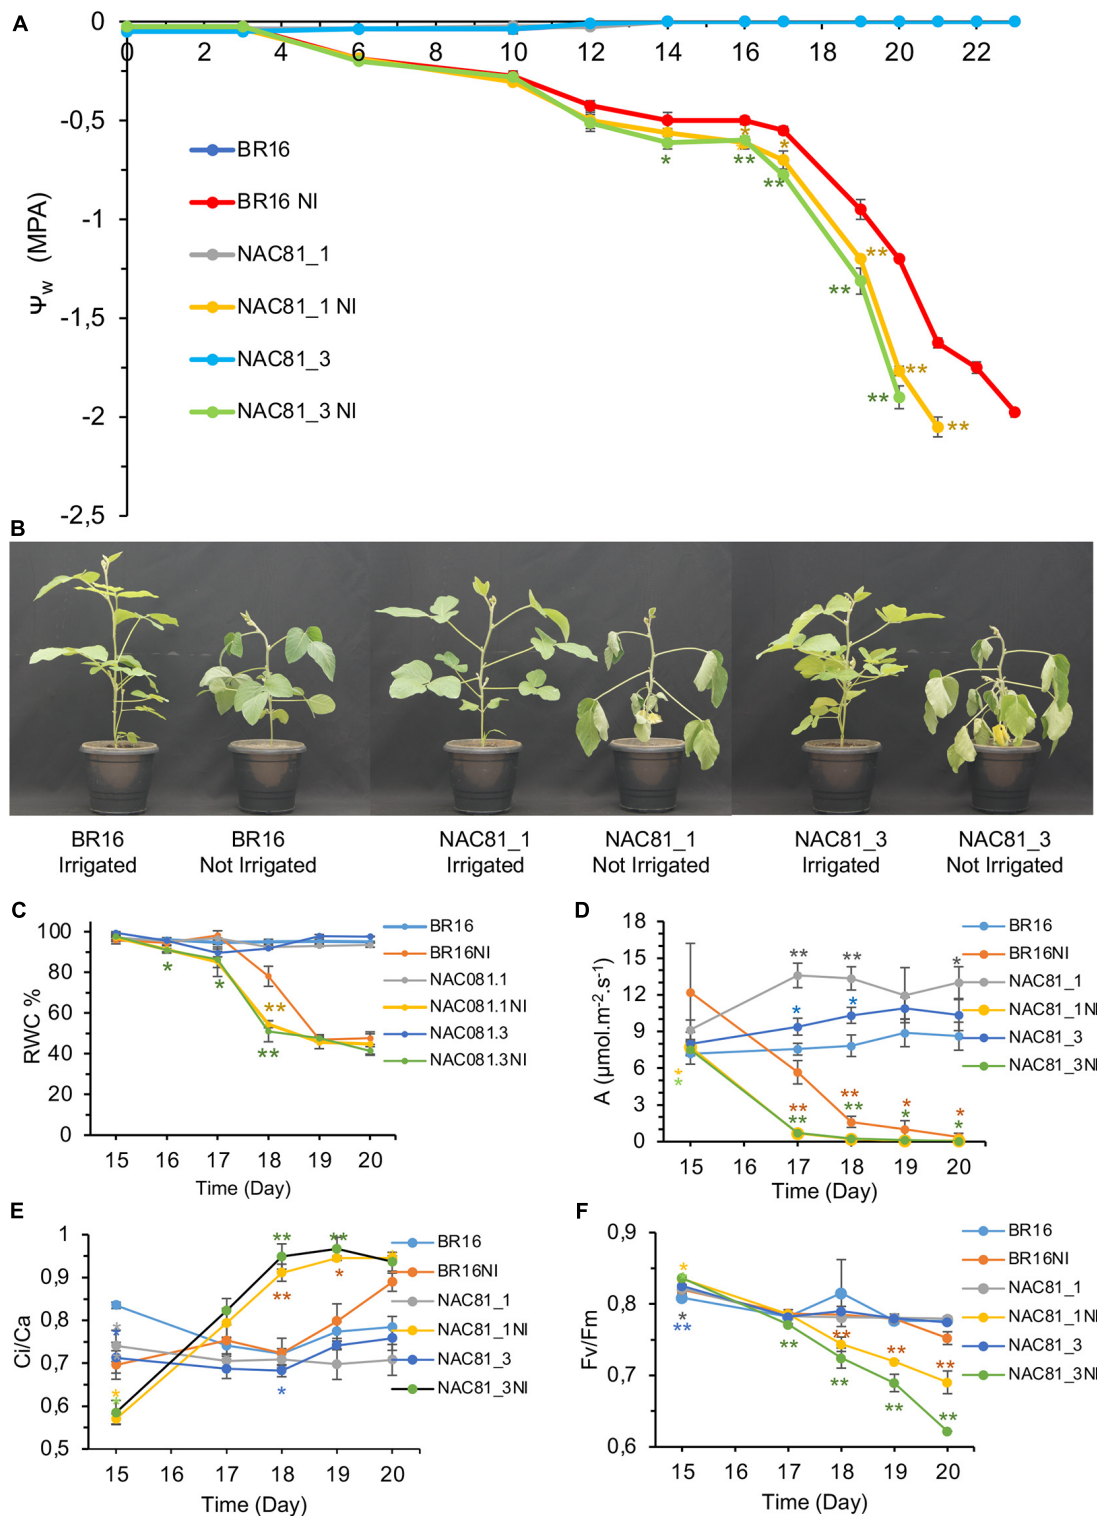 A
0
0 2 4 6 8 10 12 14 16 18 20 22
-0,5
-1
-1,5
-2
-2,5
Ψw (MPA)
BR16
BR16 NI
NAC81_1
NAC81_1 NI
NAC81_3
NAC81_3 NI
* ** * * ** ** ** ** ** **
B
BR16
Irrigated
BR16
Not Irrigated
NAC81_1
Irrigated
NAC81_1
Not Irrigated
NAC81_3
Irrigated
NAC81_3
Not Irrigated
C
100
80
60
40
20
0
RWC %
15 16 17 18 19 20
Time (Day)
BR16
BR16NI
NAC081.1
NAC081.1NI
NAC081.3
NAC081.3NI
* * ** **
D
18
15
12
9
6
3
0
A (µmol.m-2.s-1)
15 16 17 18 19 20
Time (Day)
BR16
BR16NI
NAC81_1
NAC81_1NI
NAC81_3
NAC81_3NI
** ** *
* *
* *
** ** * *
** ** * *
E
1
0,9
0,8
0,7
0,6
0,5
Ci/Ca
15 16 17 18 19 20
Time (Day)
BR16
BR16NI
NAC81_1
NAC81_1NI
NAC81_3
NAC81_3NI
** **
** *
*
F
0,9
0,8
0,7
0,6
Fv/Fm
15 16 17 18 19 20
Time (Day)
BR16
BR16NI
NAC81_1
NAC81_1NI
NAC81_3
NAC81_3NI
*
*
**
** ** **
** ** ** **